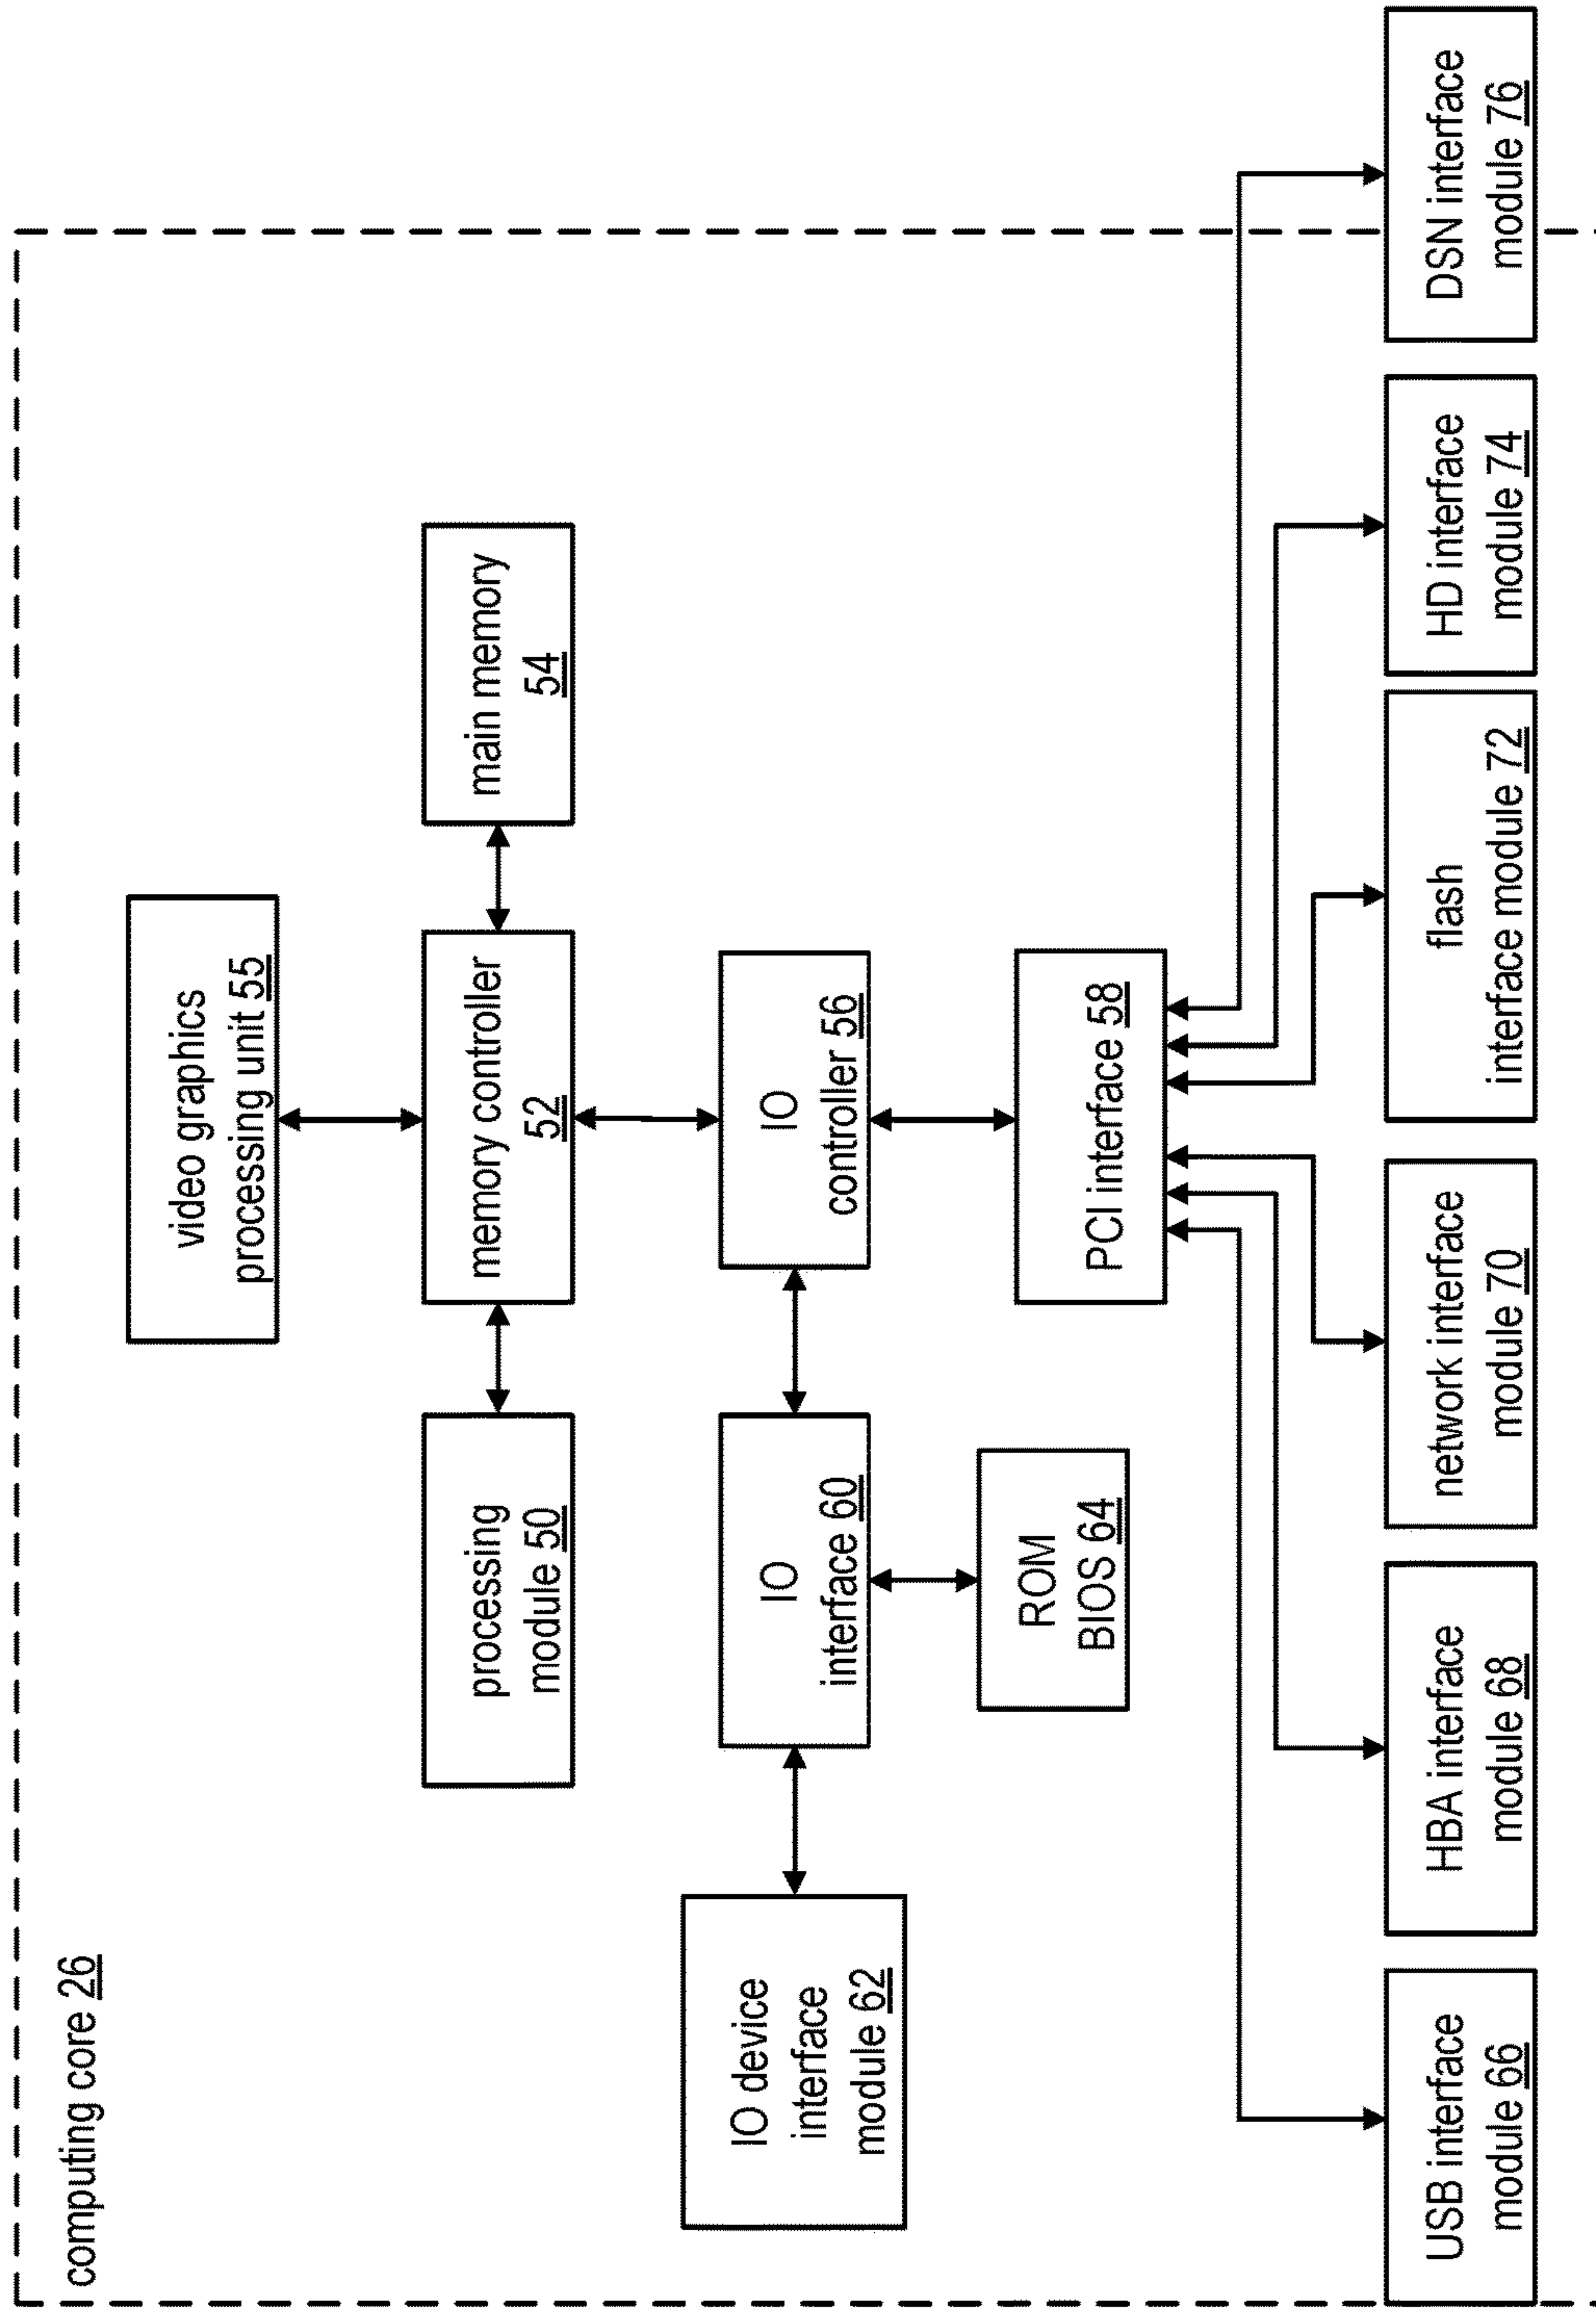 computing core 26
video graphics
processing unit 55
processing
module 50
memory controller
52
main memory
54
IO device
interface
module 62
IO
interface 60
IO
controller 56
ROM
BIOS 64
PCI interface 58
USB interface
module 66
HBA interface
module 68
network interface
module 70
flash
interface module 72
HD interface
module 74
DSN interface
module 76